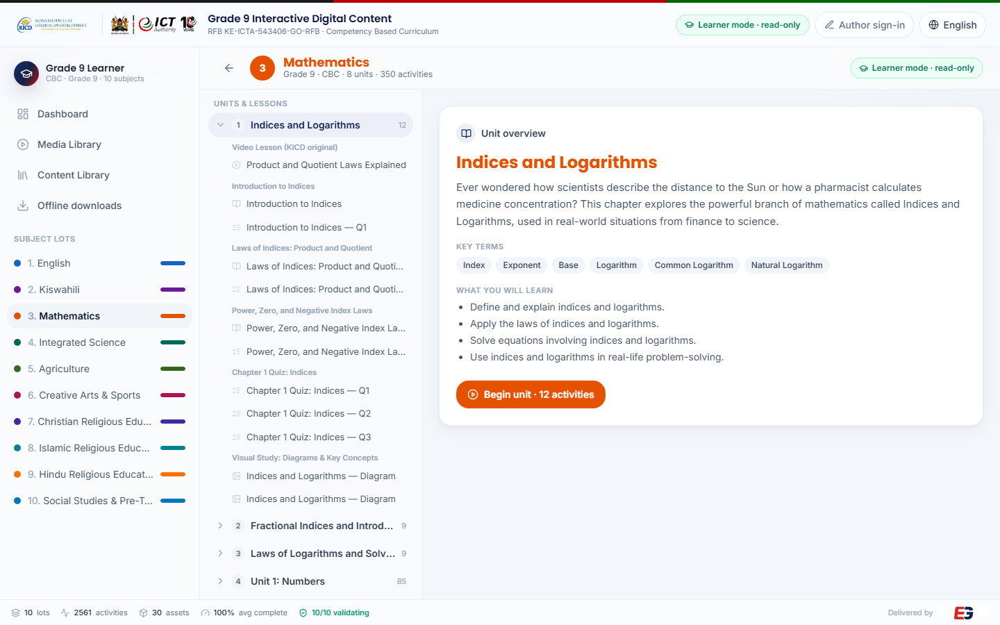 KICD
KENYA INSTITUTE OF
CURRICULUM DEVELOPMENT
ICT
Authority
10
YEARS
Grade 9 Interactive Digital Content
RFB KE-ICTA-543406-GO-RFB · Competency Based Curriculum
Learner mode · read-only
Author sign-in
English
Grade 9 Learner
CBC · Grade 9 · 10 subjects
Dashboard
Media Library
Content Library
Offline downloads
SUBJECT LOTS
1. English
2. Kiswahili
3. Mathematics
4. Integrated Science
5. Agriculture
6. Creative Arts & Sports
7. Christian Religious Edu...
8. Islamic Religious Educ...
9. Hindu Religious Educat...
10. Social Studies & Pre-T...
3
Mathematics
Grade 9 · CBC · 8 units · 350 activities
Learner mode · read-only
UNITS & LESSONS
1 Indices and Logarithms 12
Video Lesson (KICD original)
Product and Quotient Laws Explained
Introduction to Indices
Introduction to Indices
Introduction to Indices — Q1
Laws of Indices: Product and Quotient
Laws of Indices: Product and Quoti...
Laws of Indices: Product and Quoti...
Power, Zero, and Negative Index Laws
Power, Zero, and Negative Index La...
Power, Zero, and Negative Index La...
Chapter 1 Quiz: Indices
Chapter 1 Quiz: Indices — Q1
Chapter 1 Quiz: Indices — Q2
Chapter 1 Quiz: Indices — Q3
Visual Study: Diagrams & Key Concepts
Indices and Logarithms — Diagram
Indices and Logarithms — Diagram
2 Fractional Indices and Introd... 9
3 Laws of Logarithms and Solv... 9
4 Unit 1: Numbers 85
Unit overview
Indices and Logarithms
Ever wondered how scientists describe the distance to the Sun or how a pharmacist calculates
medicine concentration? This chapter explores the powerful branch of mathematics called Indices and
Logarithms, used in real-world situations from finance to science.
KEY TERMS
Index Exponent Base Logarithm Common Logarithm Natural Logarithm
WHAT YOU WILL LEARN
• Define and explain indices and logarithms.
• Apply the laws of indices and logarithms.
• Solve equations involving indices and logarithms.
• Use indices and logarithms in real-life problem-solving.
Begin unit · 12 activities
10 lots 2561 activities 30 assets 100% avg complete 10/10 validating
Delivered by EG